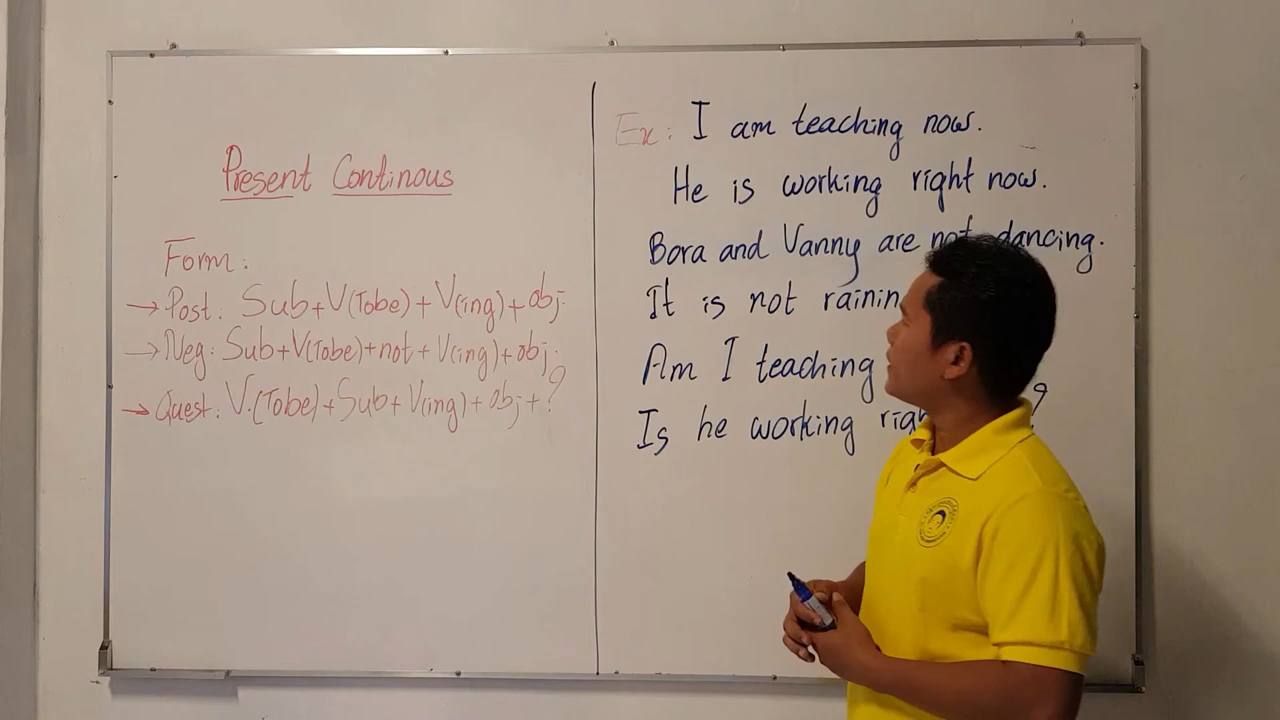 Present Continous
Form:
→ Post: Sub+V(Tobe)+V(ing)+obj.
→ Neg: Sub+V(Tobe)+not+V(ing)+obj.
→ Quest: V.(Tobe)+Sub+V(ing)+obj+?
Ex: I am teaching now.
He is working right now.
Bora and Vanny are not dancing.
It is not rainin
Am I teaching
Is he working righ ?